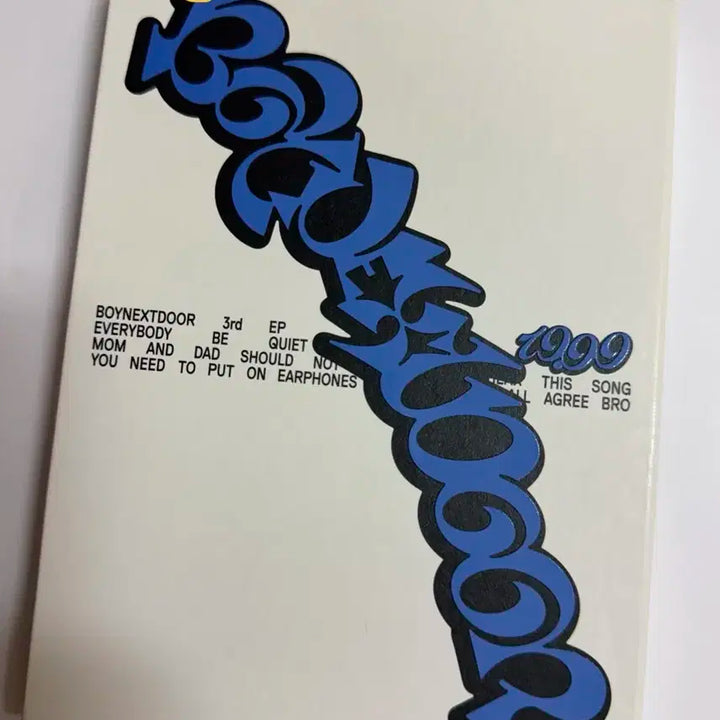 BOYNEXTDOOR
19.99
BOYNEXTDOOR 3rd EP
EVERYBODY BE QUIET
MOM AND DAD SHOULD NOT THIS SONG
YOU NEED TO PUT ON EARPHONES AGREE BRO